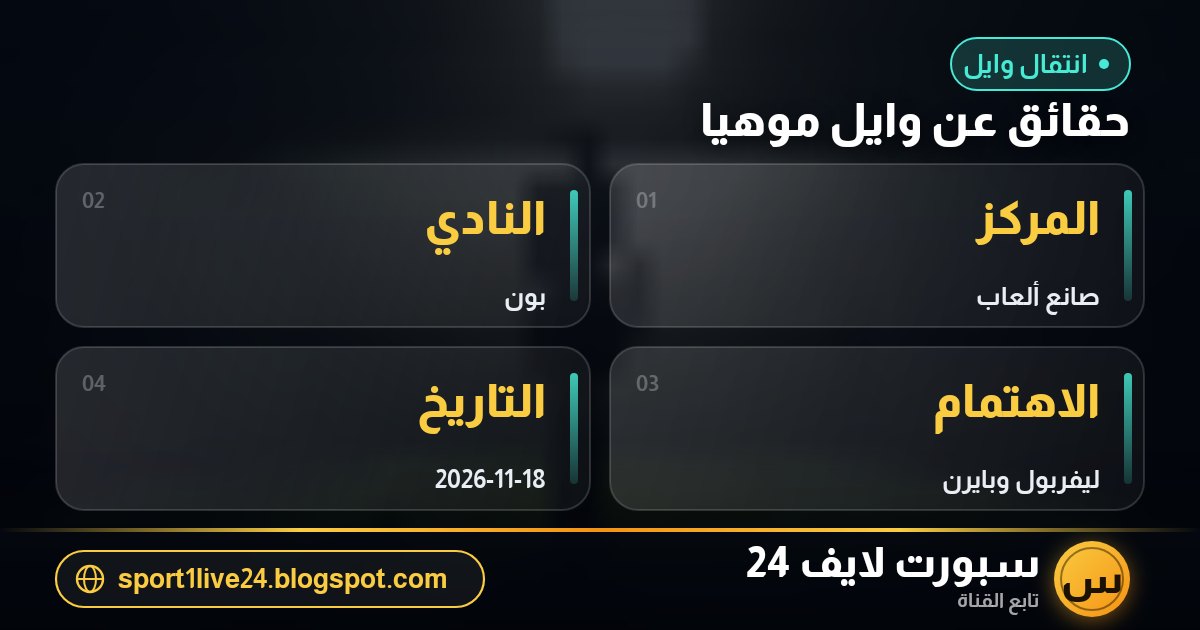 انتقال وايل
حقائق عن وايل موهيا
01
المركز
صانع ألعاب
02
النادي
بون
03
الاهتمام
ليفربول وبايرن
04
التاريخ
2026-11-18
س
سبورت لايف 24
تابع القناة
sport1live24.blogspot.com